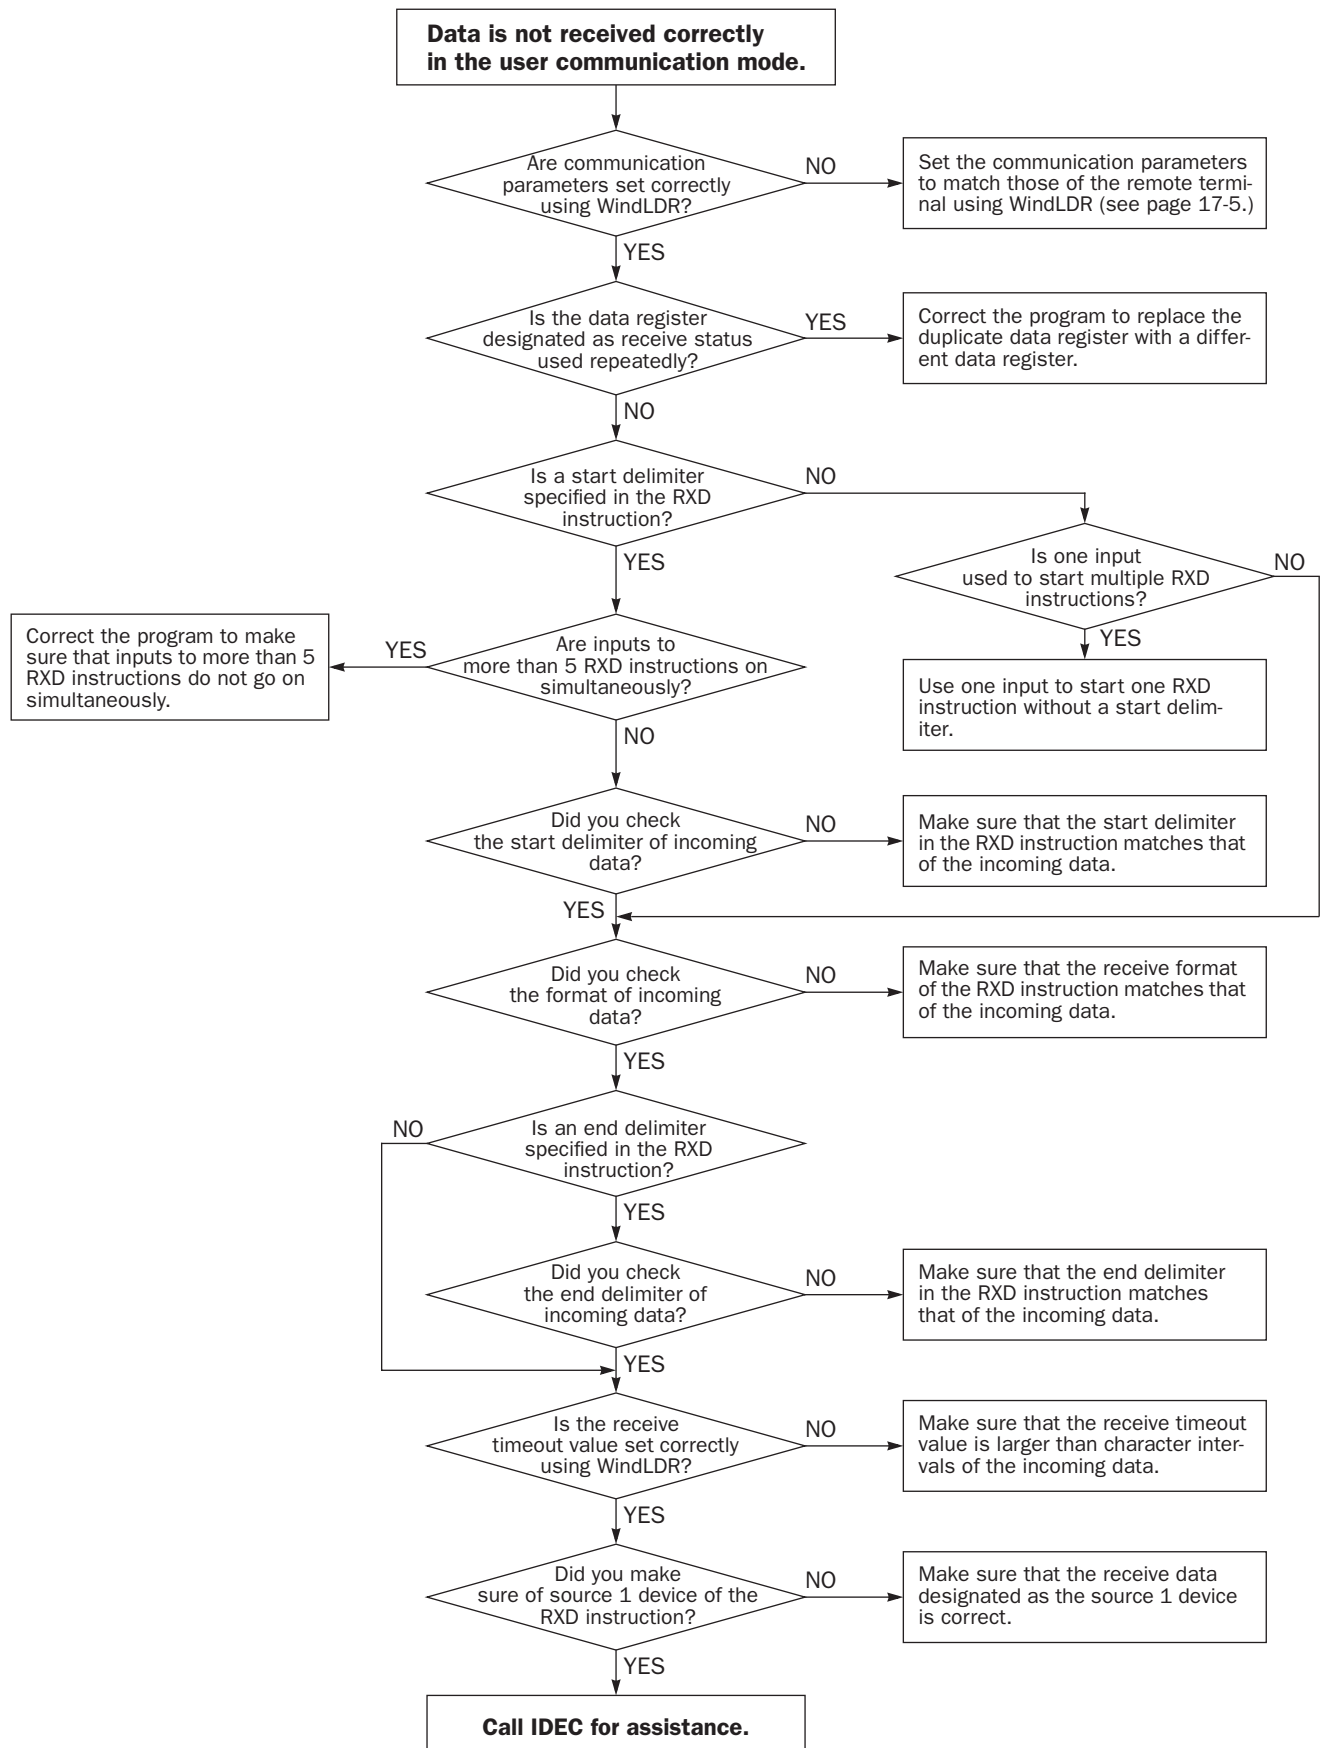 Data is not received correctly
in the user communication mode.
Are communication
parameters set correctly
using WindLDR?
NO
Set the communication parameters
to match those of the remote termi-
nal using WindLDR (see page 17-5.)
YES
Is the data register
designated as receive status
used repeatedly?
YES
Correct the program to replace the
duplicate data register with a differ-
ent data register.
NO
Is a start delimiter
specified in the RXD
instruction?
NO
Is one input
used to start multiple RXD
instructions?
NO
YES
Use one input to start one RXD
instruction without a start delim-
iter.
YES
Are inputs to
more than 5 RXD instructions on
simultaneously?
YES
Correct the program to make
sure that inputs to more than 5
RXD instructions do not go on
simultaneously.
NO
Did you check
the start delimiter of incoming
data?
NO
Make sure that the start delimiter
in the RXD instruction matches that
of the incoming data.
YES
Did you check
the format of incoming
data?
NO
Make sure that the receive format
of the RXD instruction matches that
of the incoming data.
YES
Is an end delimiter
specified in the RXD
instruction?
NO
YES
Did you check
the end delimiter of
incoming data?
NO
Make sure that the end delimiter
in the RXD instruction matches
that of the incoming data.
YES
Is the receive
timeout value set correctly
using WindLDR?
NO
Make sure that the receive timeout
value is larger than character inter-
vals of the incoming data.
YES
Did you make
sure of source 1 device of the
RXD instruction?
NO
Make sure that the receive data
designated as the source 1 device
is correct.
YES
Call IDEC for assistance.